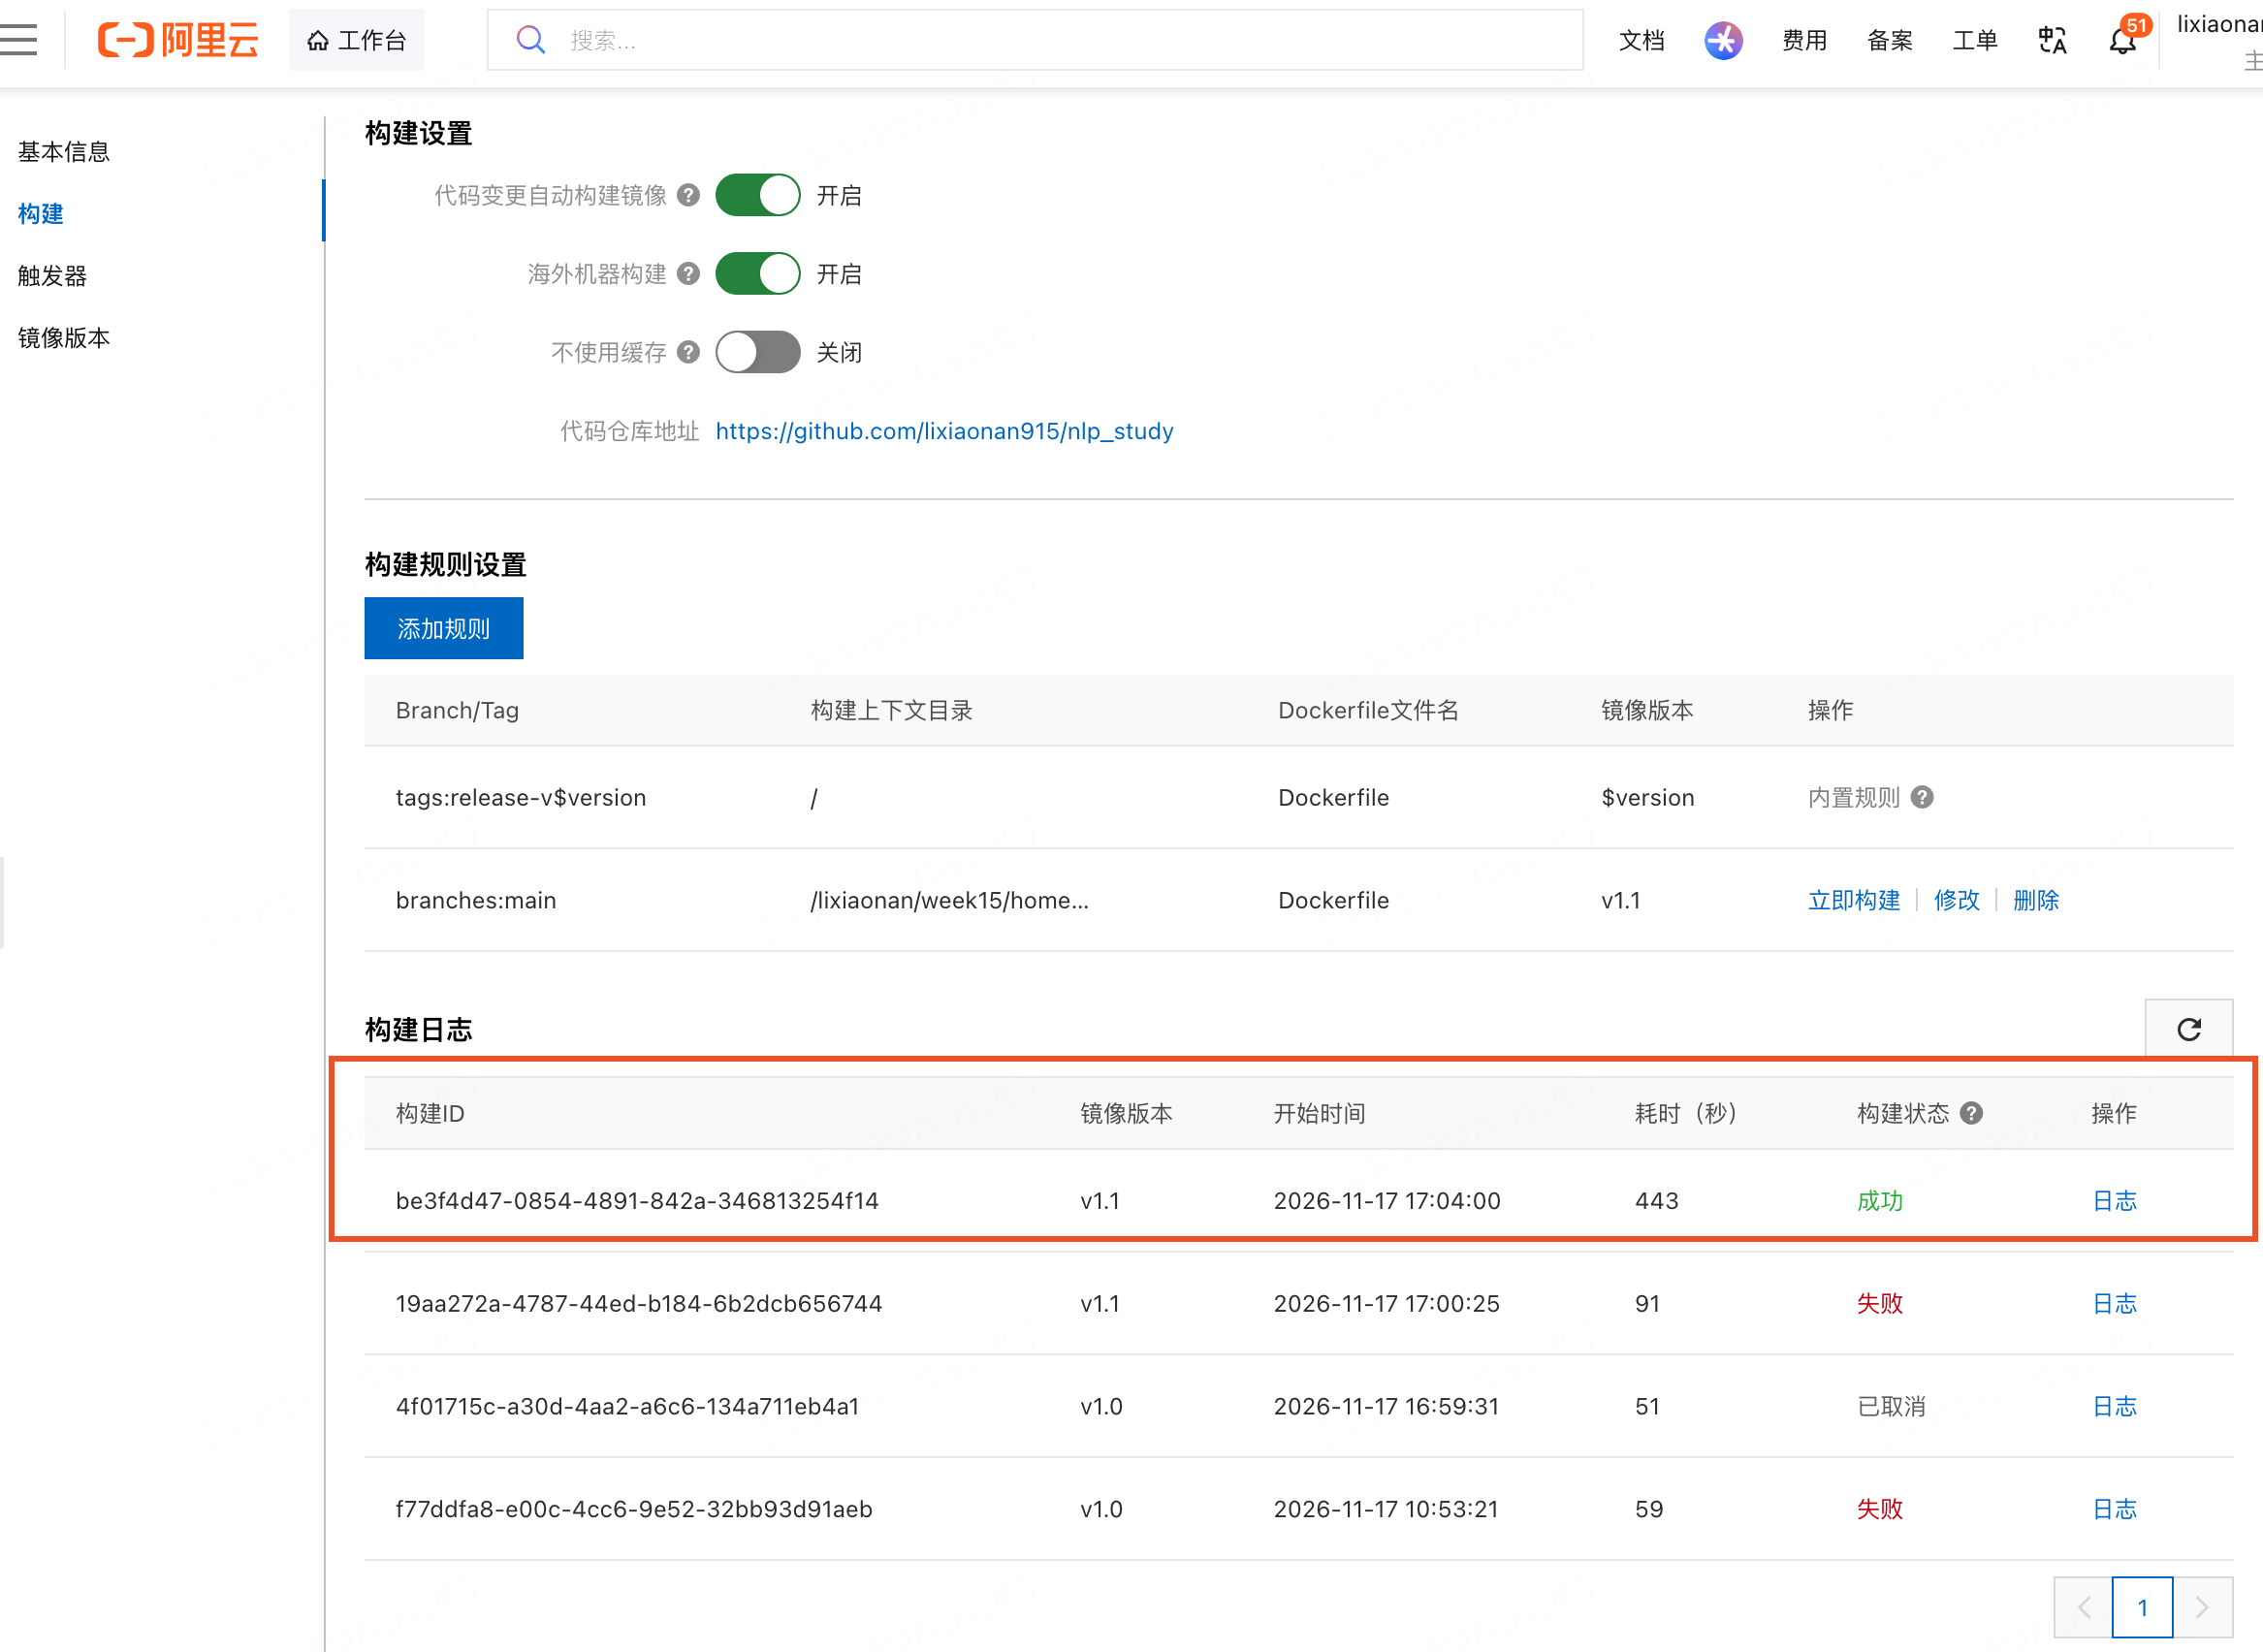 阿里云 工作台 搜索... 文档 费用 备案 工单 51 lixiaonan
主
基本信息
构建
触发器
镜像版本
构建设置
代码变更自动构建镜像 ? 开启
海外机器构建 ? 开启
不使用缓存 ? 关闭
代码仓库地址 https://github.com/lixiaonan915/nlp_study
构建规则设置
添加规则
Branch/Tag 构建上下文目录 Dockerfile文件名 镜像版本 操作
tags:release-v$version / Dockerfile $version 内置规则 ?
branches:main /lixiaonan/week15/home... Dockerfile v1.1 立即构建 修改 删除
构建日志
构建ID 镜像版本 开始时间 耗时（秒） 构建状态 ? 操作
be3f4d47-0854-4891-842a-346813254f14 v1.1 2026-11-17 17:04:00 443 成功 日志
19aa272a-4787-44ed-b184-6b2dcb656744 v1.1 2026-11-17 17:00:25 91 失败 日志
4f01715c-a30d-4aa2-a6c6-134a711eb4a1 v1.0 2026-11-17 16:59:31 51 已取消 日志
f77ddfa8-e00c-4cc6-9e52-32bb93d91aeb v1.0 2026-11-17 10:53:21 59 失败 日志
1